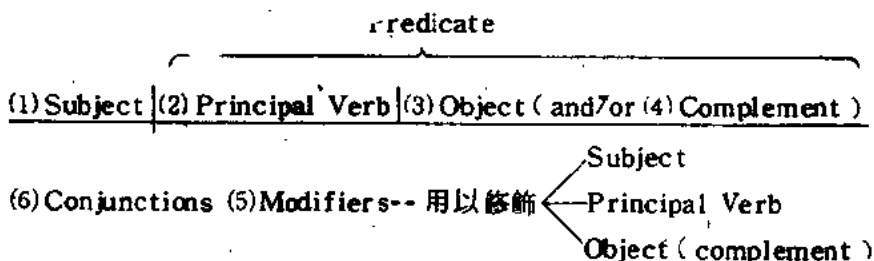 Predicate
(1) Subject (2) Principal Verb (3) Object ( and/or (4) Complement )
Subject
(6) Conjunctions (5) Modifiers-- 用以修飾 Principal Verb
Object ( complement )